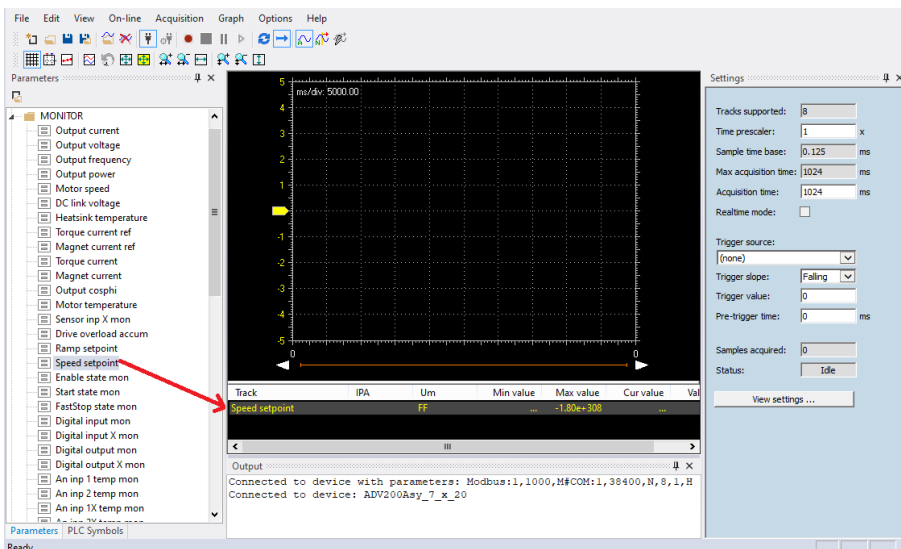 File Edit View On-line Acquisition Graph Options Help
Parameters
MONITOR
Output current
Output voltage
Output frequency
Output power
Motor speed
DC link voltage
Heatsink temperature
Torque current ref
Magnet current ref
Torque current
Magnet current
Output cosphi
Motor temperature
Sensor inp X mon
Drive overload accum
Ramp setpoint
Speed setpoint
Enable state mon
Start state mon
FastStop state mon
Digital input mon
Digital input X mon
Digital output mon
Digital output X mon
An inp 1 temp mon
An inp 2 temp mon
An inp 1X temp mon
An inp 2X temp mon
Parameters PLC Symbols
Ready
ms/div: 5000.00
5
4
3
2
1
-1
-2
-3
-4
-5
0 0
Track IPA Um Min value Max value Cur value Val
Speed setpoint FF ... -1.80e+308 ...
Output
Connected to device with parameters: Modbus:1,1000,M#COM:1,38400,N,8,1,H
Connected to device: ADV200Asy_7_x_20
Settings
Tracks supported: 8
Time prescaler: 1 x
Sample time base: 0.125 ms
Max acquisition time: 1024 ms
Acquisition time: 1024 ms
Realtime mode:
Trigger source:
(none)
Trigger slope: Falling
Trigger value: 0
Pre-trigger time: 0 ms
Samples acquired: 0
Status: Idle
View settings ...